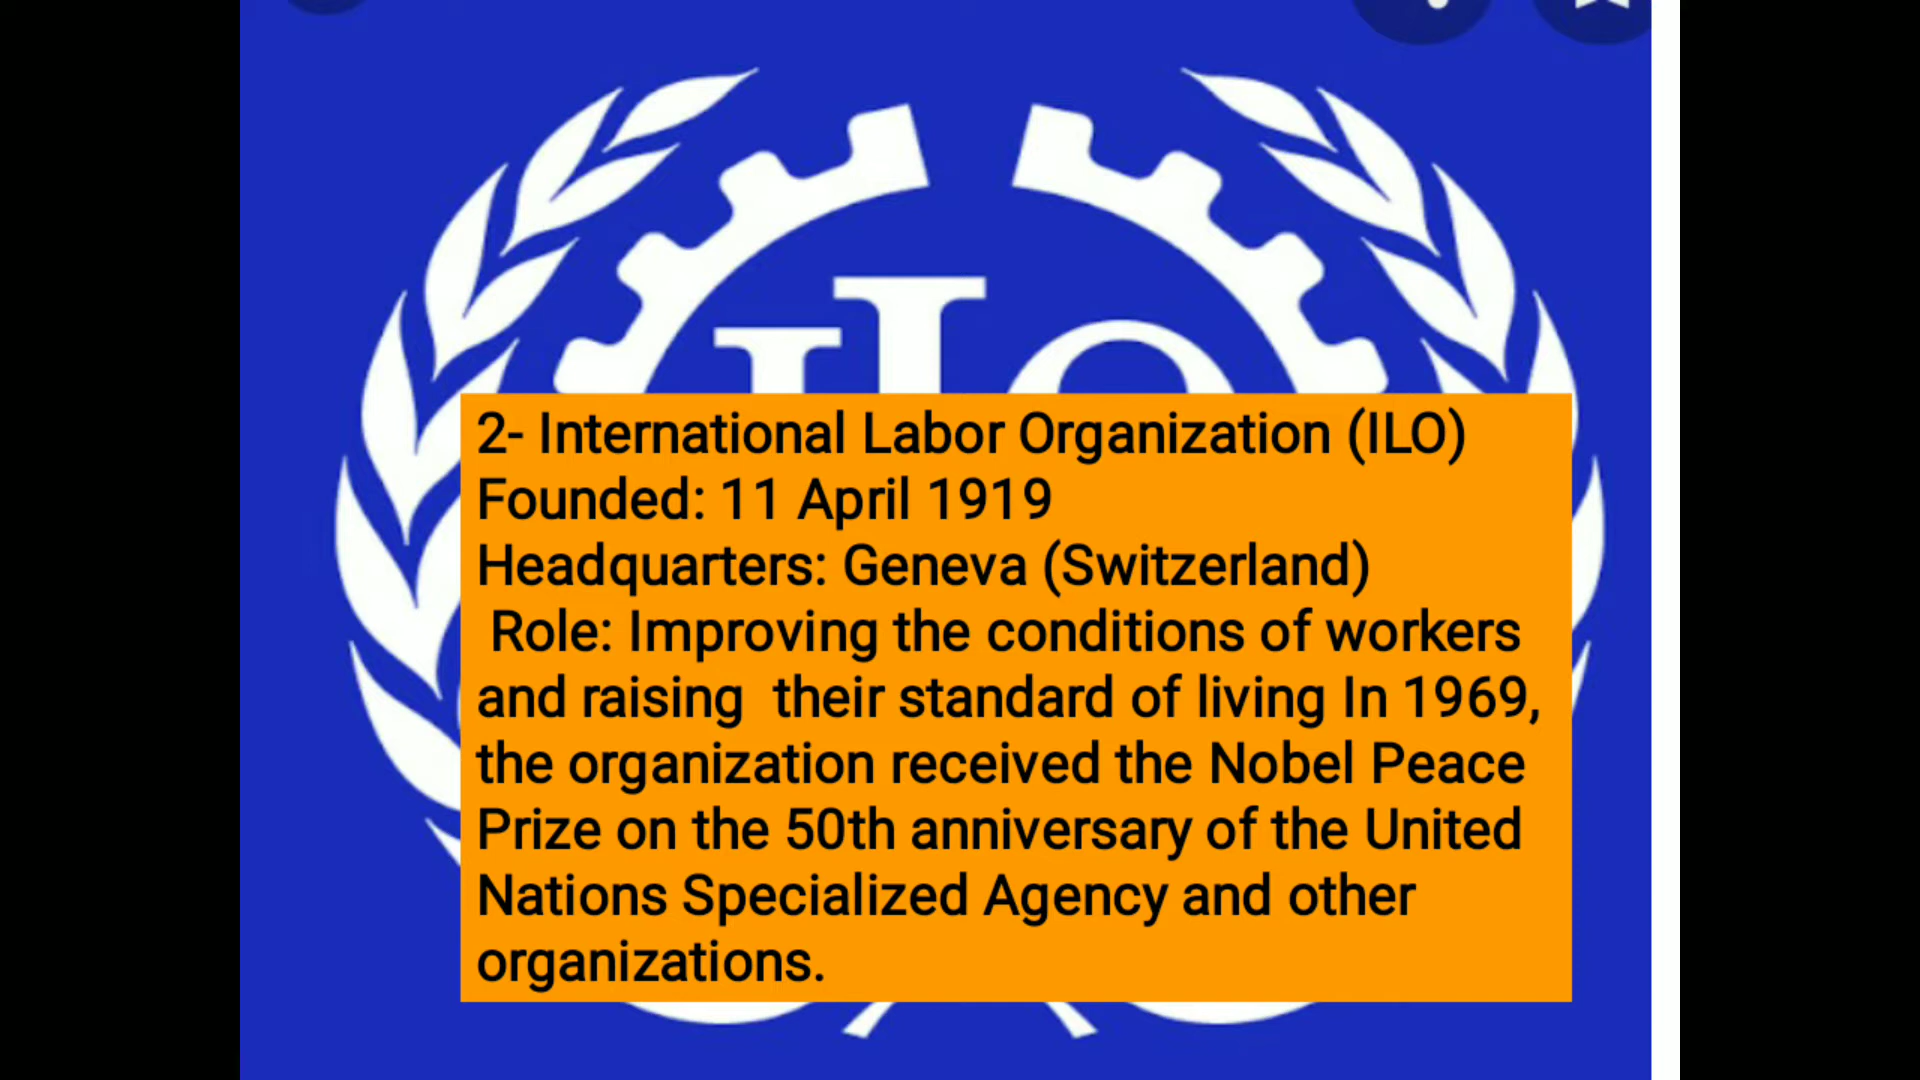 ILO
2- International Labor Organization (ILO)
Founded: 11 April 1919
Headquarters: Geneva (Switzerland)
Role: Improving the conditions of workers
and raising  their standard of living In 1969,
the organization received the Nobel Peace
Prize on the 50th anniversary of the United
Nations Specialized Agency and other
organizations.